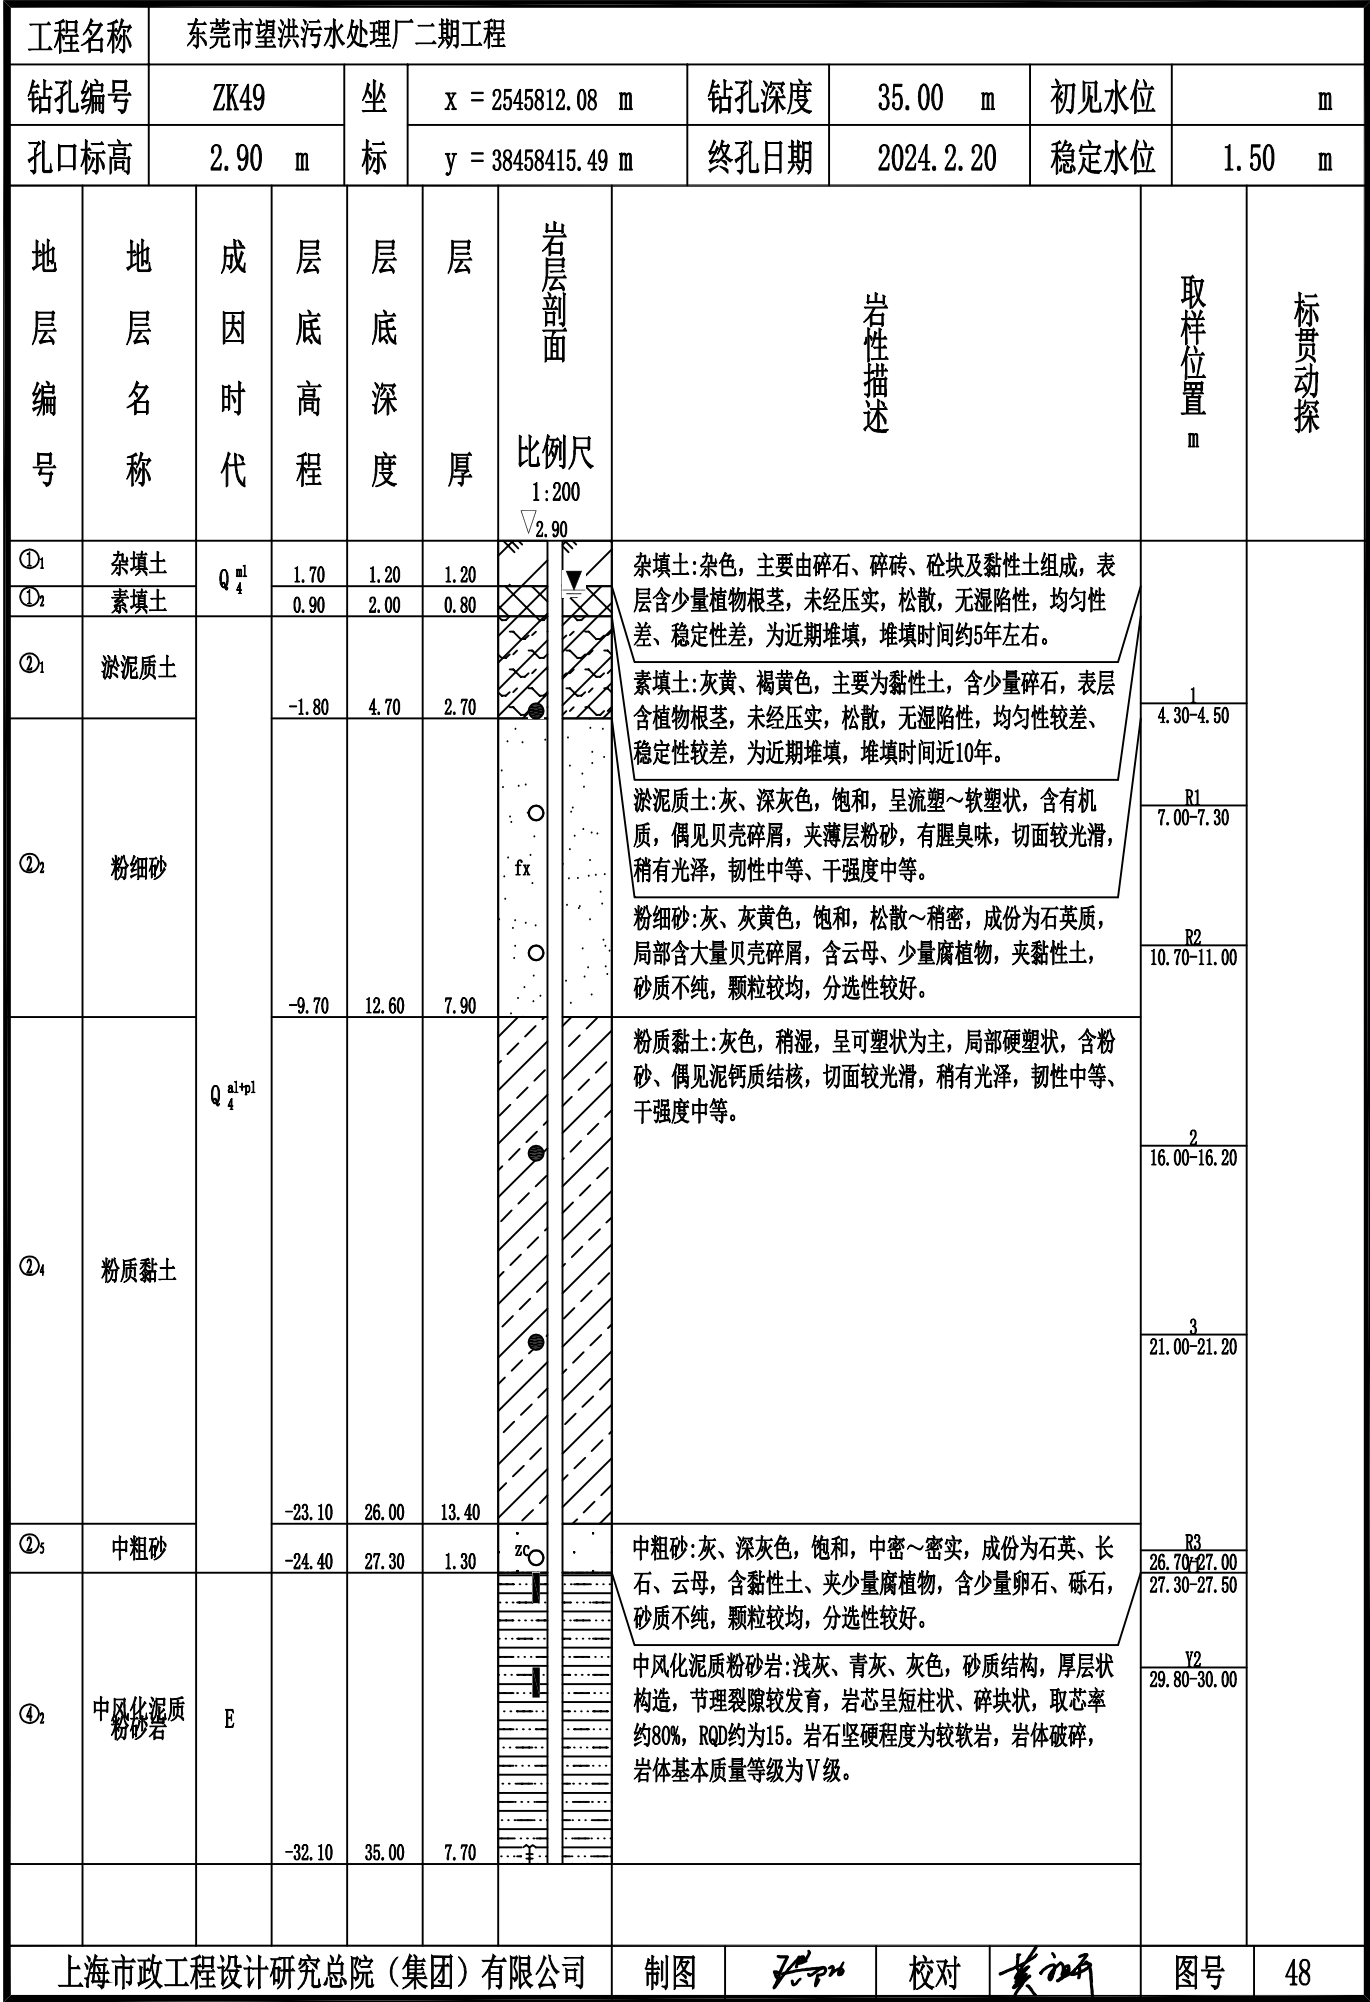 工程名称 东莞市望洪污水处理厂二期工程
钻孔编号 ZK49 坐 x = 2545812.08 m 钻孔深度 35.00 m 初见水位 m
孔口标高 2.90 m 标 y = 38458415.49 m 终孔日期 2024.2.20 稳定水位 1.50 m
地层编号 地层名称 成因时代 层底高程 层底深度 层厚 岩层剖面 岩性描述 取样位置 m 标贯动探
比例尺
1:200
2.90
①1 杂填土 Q4ml 1.70 1.20 1.20
①2 素填土 0.90 2.00 0.80
②1 淤泥质土 -1.80 4.70 2.70
②2 粉细砂 fx -9.70 12.60 7.90
Q4al+pl
②4 粉质黏土 -23.10 26.00 13.40
②5 中粗砂 zc -24.40 27.30 1.30
④2 中风化泥质
粉砂岩 E -32.10 35.00 7.70
杂填土:杂色，主要由碎石、碎砖、砼块及黏性土组成，表
层含少量植物根茎，未经压实，松散，无湿陷性，均匀性
差、稳定性差，为近期堆填，堆填时间约5年左右。
素填土:灰黄、褐黄色，主要为黏性土，含少量碎石，表层
含植物根茎，未经压实，松散，无湿陷性，均匀性较差、
稳定性较差，为近期堆填，堆填时间近10年。
淤泥质土:灰、深灰色，饱和，呈流塑～软塑状，含有机
质，偶见贝壳碎屑，夹薄层粉砂，有腥臭味，切面较光滑，
稍有光泽，韧性中等、干强度中等。
粉细砂:灰、灰黄色，饱和，松散～稍密，成份为石英质，
局部含大量贝壳碎屑，含云母、少量腐植物，夹黏性土，
砂质不纯，颗粒较均，分选性较好。
粉质黏土:灰色，稍湿，呈可塑状为主，局部硬塑状，含粉
砂、偶见泥钙质结核，切面较光滑，稍有光泽，韧性中等、
干强度中等。
中粗砂:灰、深灰色，饱和，中密～密实，成份为石英、长
石、云母，含黏性土、夹少量腐植物，含少量卵石、砾石，
砂质不纯，颗粒较均，分选性较好。
中风化泥质粉砂岩:浅灰、青灰、灰色，砂质结构，厚层状
构造，节理裂隙较发育，岩芯呈短柱状、碎块状，取芯率
约80%，RQD约为15。岩石坚硬程度为较软岩，岩体破碎，
岩体基本质量等级为Ⅴ级。
1
4.30-4.50
R1
7.00-7.30
R2
10.70-11.00
2
16.00-16.20
3
21.00-21.20
R3
26.70-27.00
Y1
27.30-27.50
Y2
29.80-30.00
上海市政工程设计研究总院（集团）有限公司 制图 校对 图号 48